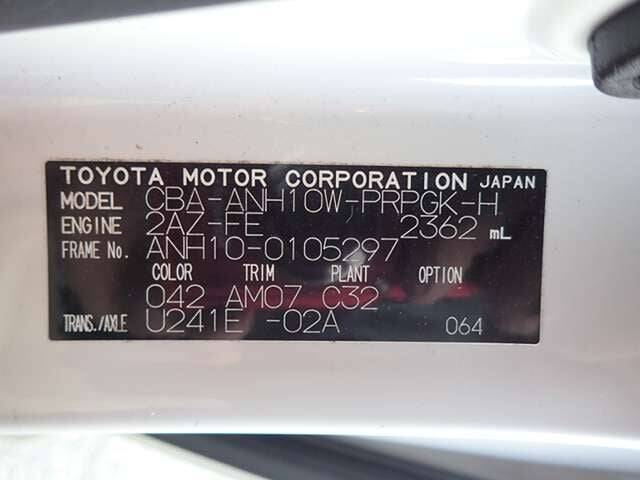 TOYOTA MOTOR CORPORATION JAPAN
MODEL CBA-ANH10W-PRPGK-H
ENGINE 2AZ-FE 2362 mL
FRAME No. ANH10-0105297
COLOR TRIM PLANT OPTION
042 AM07 C32
TRANS./AXLE U241E -02A 064